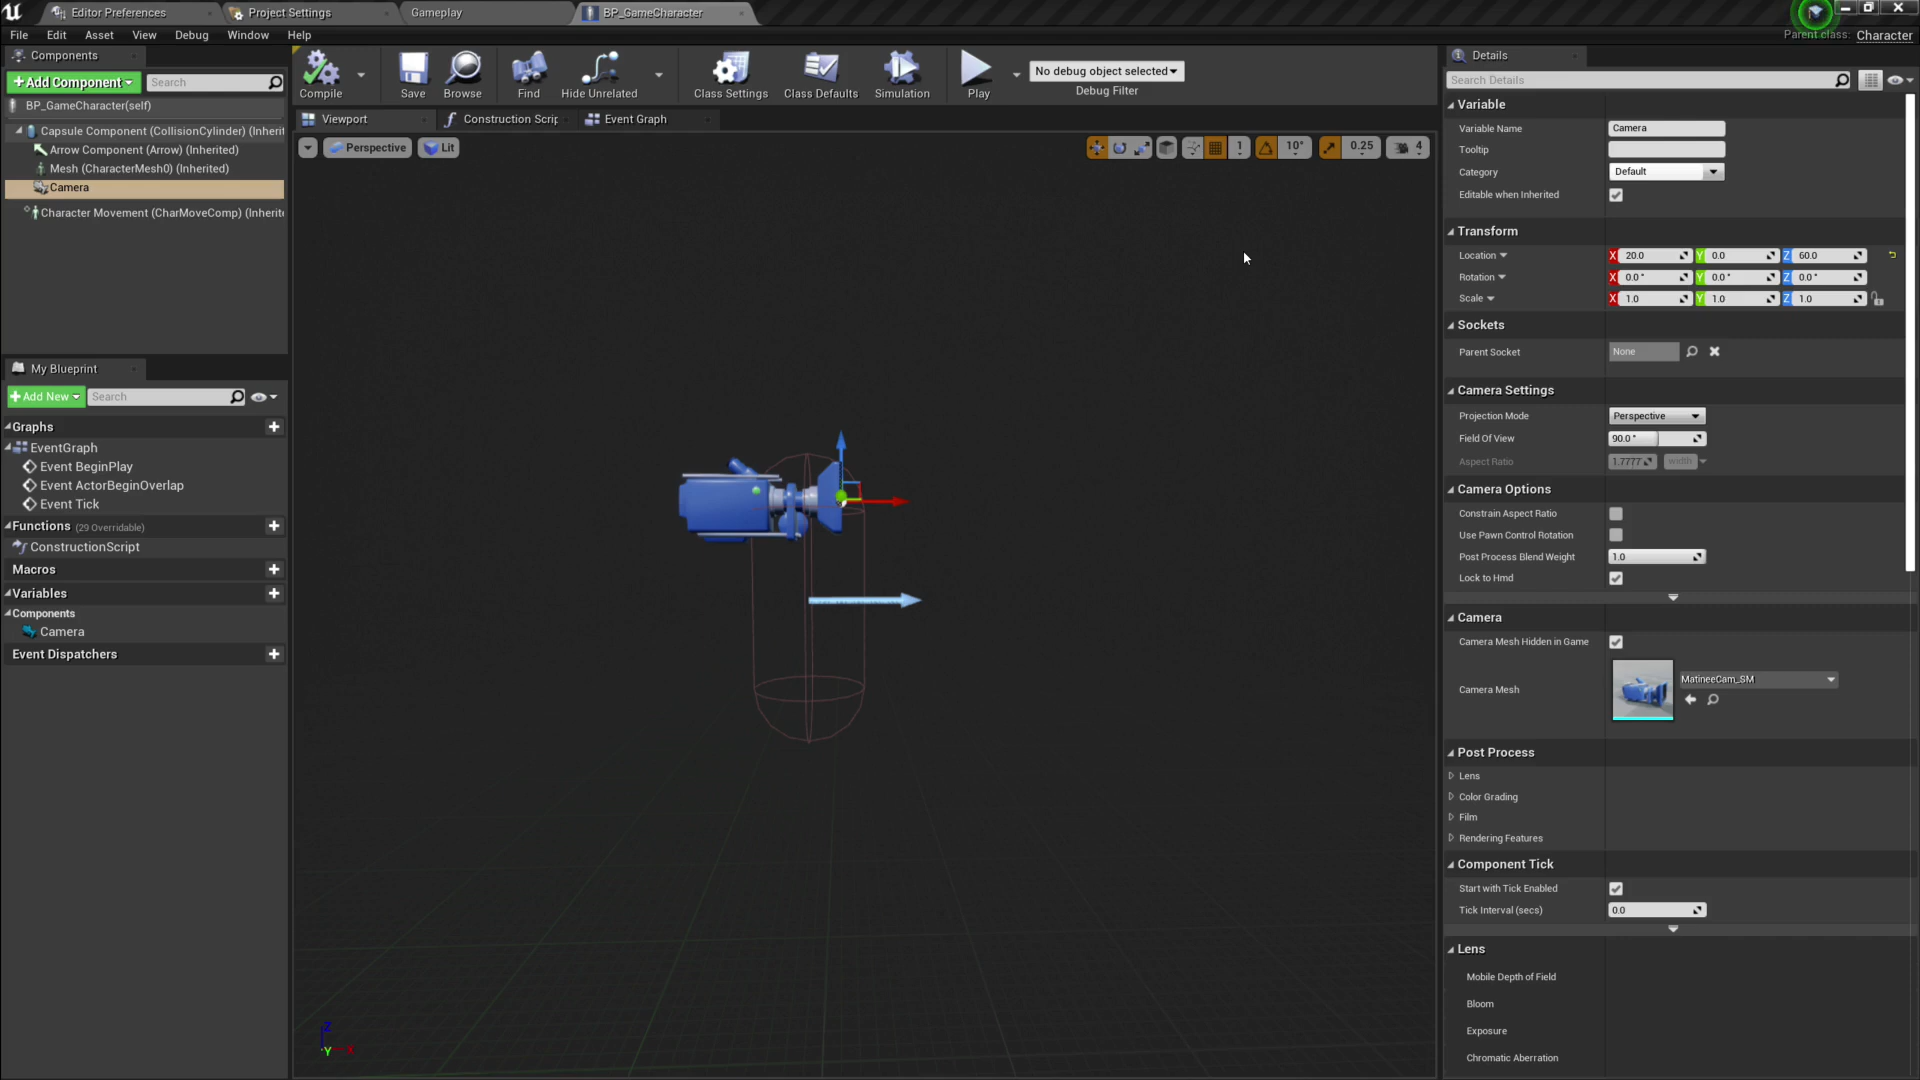 Editor Preferences
Project Settings
Gameplay
BP_GameCharacter
File Edit Asset View Debug Window Help
Parent class: Character
Components
Add Component
Search
BP_GameCharacter(self)
Capsule Component (CollisionCylinder) (Inherit
Arrow Component (Arrow) (Inherited)
Mesh (CharacterMesh0) (Inherited)
Camera
Character Movement (CharMoveComp) (Inherite
My Blueprint
Add New
Search
Graphs
EventGraph
Event BeginPlay
Event ActorBeginOverlap
Event Tick
Functions (29 Overridable)
ConstructionScript
Macros
Variables
Components
Camera
Event Dispatchers
Compile
Save
Browse
Find
Hide Unrelated
Class Settings
Class Defaults
Simulation
Play
No debug object selected
Debug Filter
Viewport
Construction Scrip
Event Graph
Perspective
Lit
1
10°
0.25
4
Z
Y
X
Details
Search Details
Variable
Variable Name Camera
Tooltip
Category Default
Editable when Inherited
Transform
Location X 20.0 Y 0.0 Z 60.0
Rotation X 0.0 ° Y 0.0 ° Z 0.0 °
Scale X 1.0 Y 1.0 Z 1.0
Sockets
Parent Socket None
Camera Settings
Projection Mode Perspective
Field Of View 90.0 °
Aspect Ratio 1.7777 width
Camera Options
Constrain Aspect Ratio
Use Pawn Control Rotation
Post Process Blend Weight 1.0
Lock to Hmd
Camera
Camera Mesh Hidden in Game
Camera Mesh MatineeCam_SM
Post Process
Lens
Color Grading
Film
Rendering Features
Component Tick
Start with Tick Enabled
Tick Interval (secs) 0.0
Lens
Mobile Depth of Field
Bloom
Exposure
Chromatic Aberration